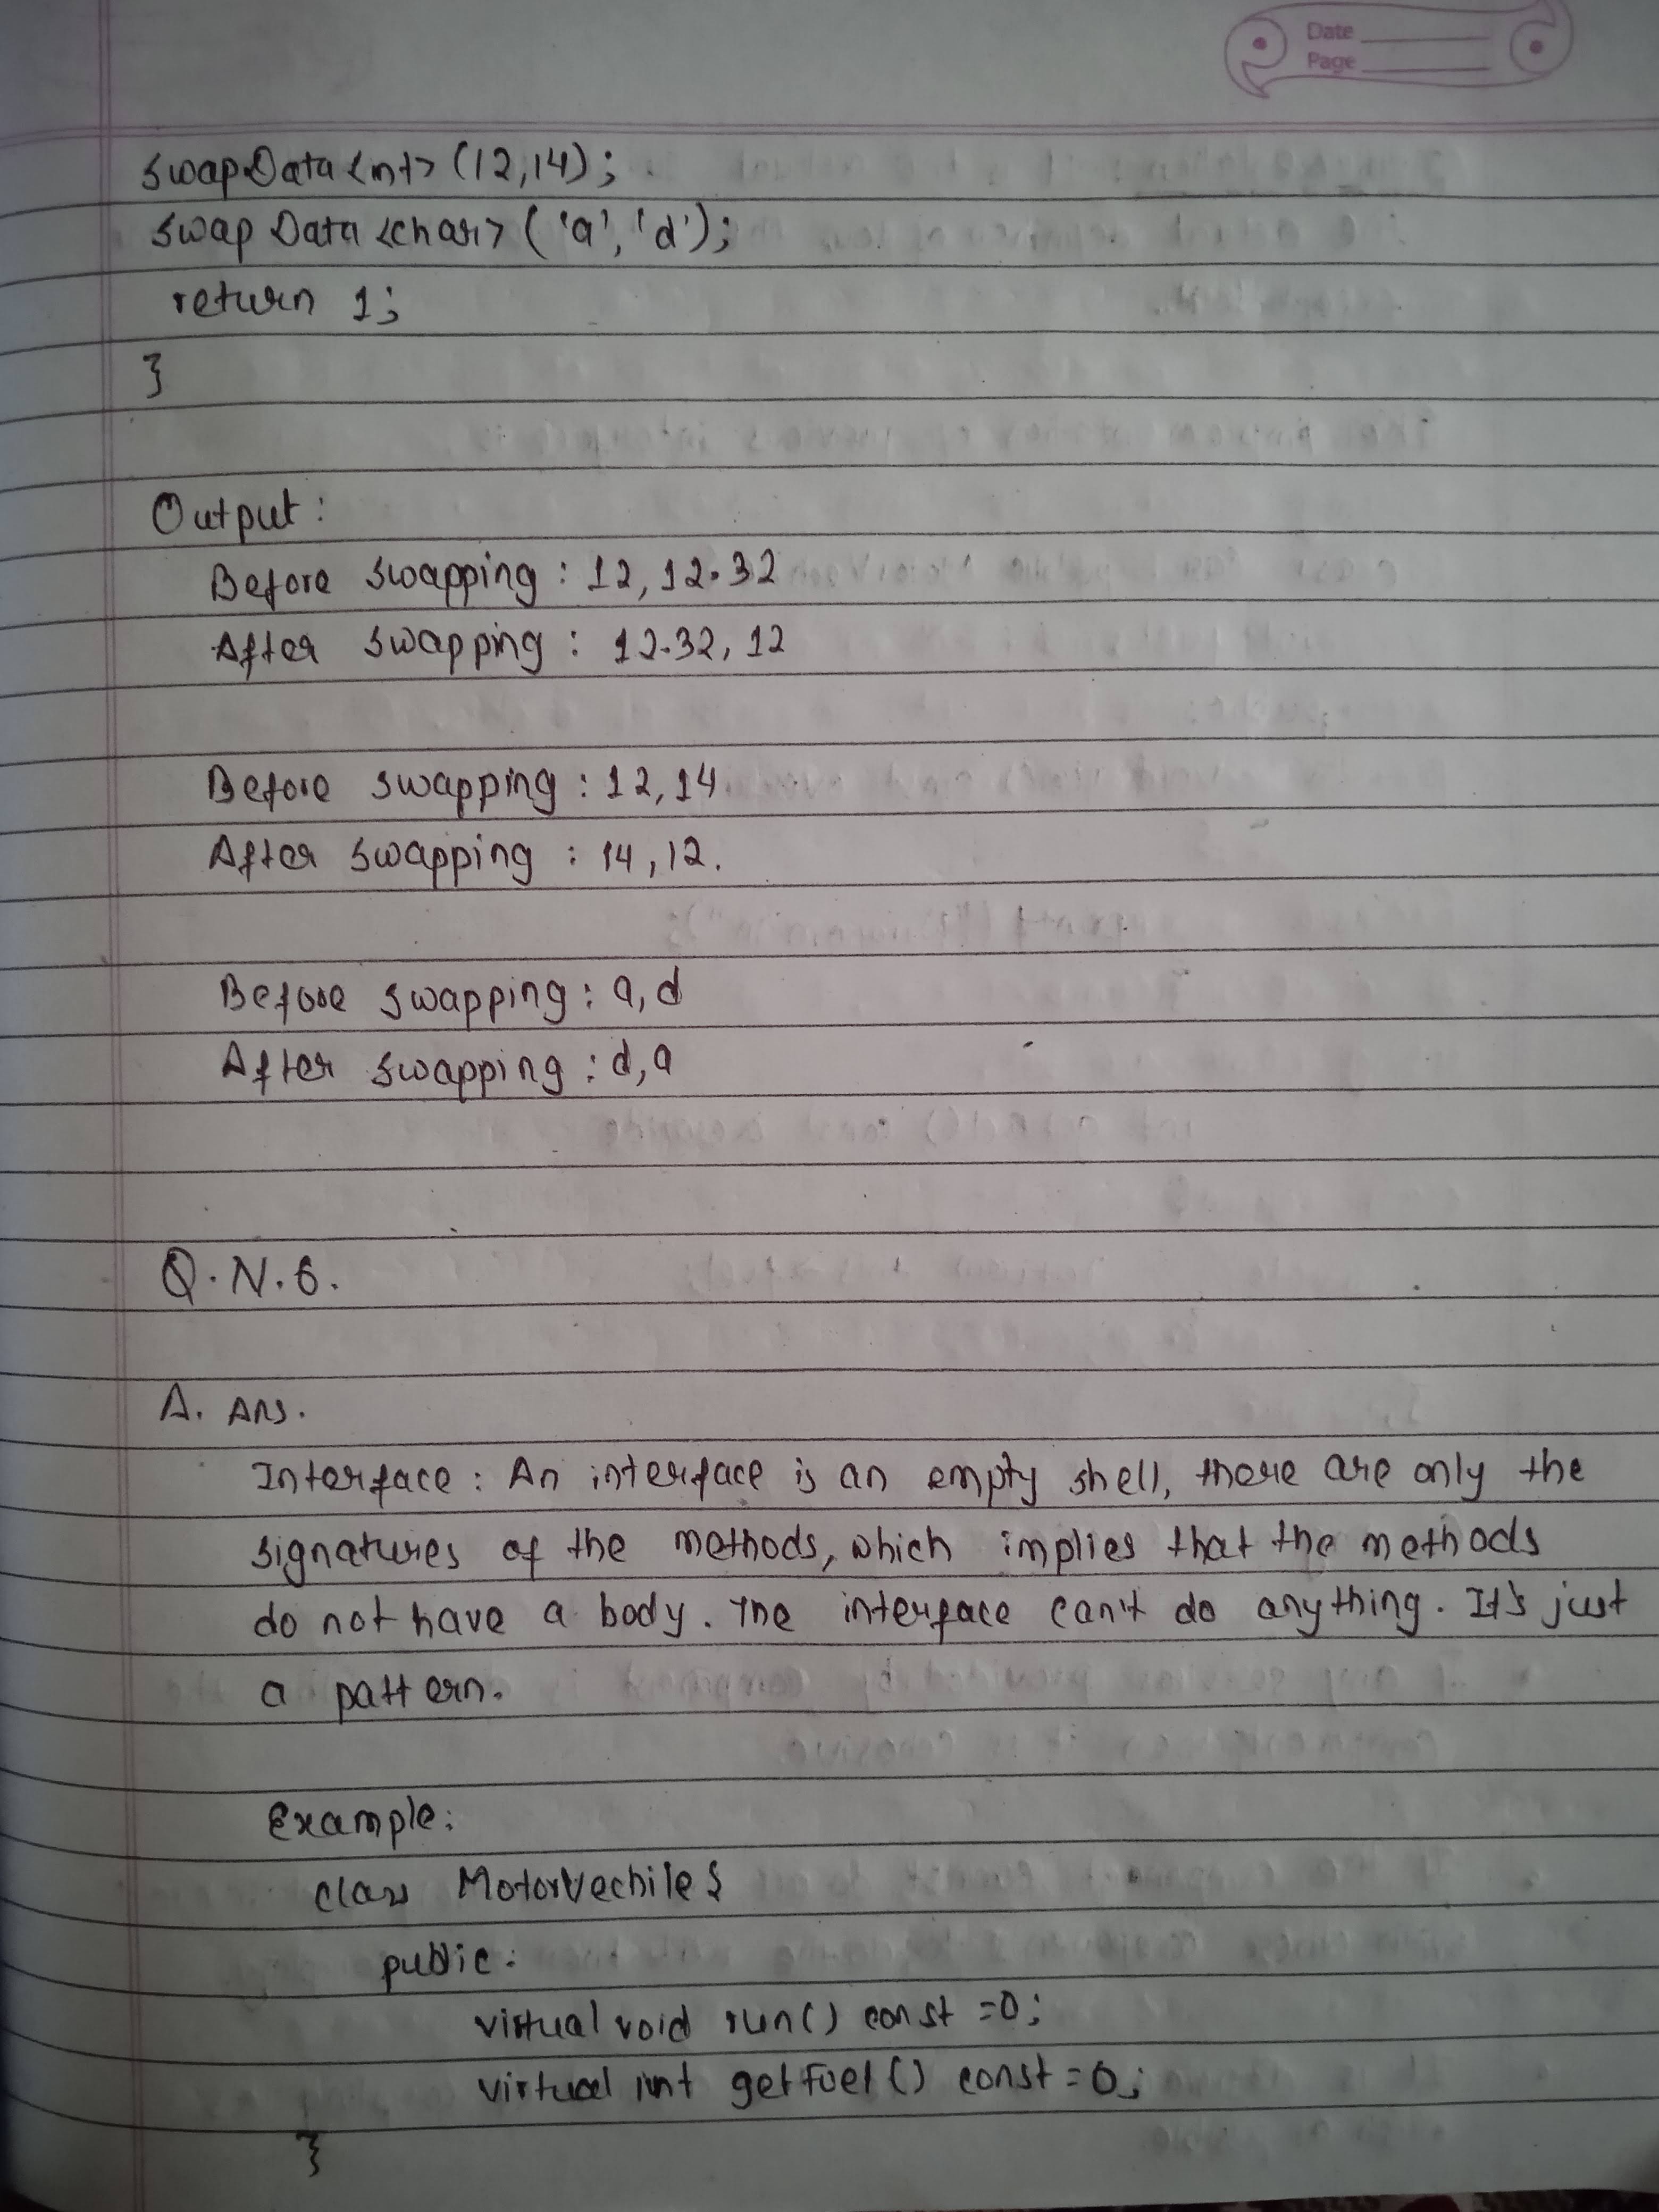 Date
Page
swapData<int>(12,14);
swapData<char>('a','d');
return 1;
}
Output:
Before swapping : 12, 12.32
After swapping : 12.32, 12
Before swapping : 12, 14
After swapping : 14, 12.
Before swapping : a, d
After swapping : d, a
Q.N.6.
A. Ans.
Interface : An interface is an empty shell, there are only the
signatures of the methods, which implies that the methods
do not have a body. The interface can't do anything. It's just
a pattern.
Example:
class MotorVechile{
public:
virtual void run() const =0;
virtual int getFuel() const=0;
}